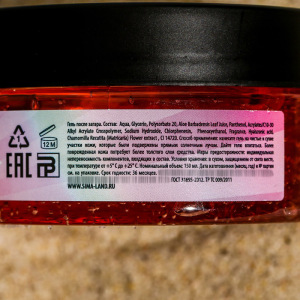 Гель после загара. Состав: Aqua, Glycerin, Polysorbate 20, Aloe Barbadensis Leaf Juice, Panthenol, Acrylates/C10-30
Alkyl Acrylate Crosspolymer, Sodium Hydroxide, Chlorphenesin, Phenoxyethanol, Fragrance, Hyaluronic acid,
Chamomilla Recutita (Matricaria) Flower extract, CI 14720. Способ применения: нанесите гель на чистые и сухие
участки кожи, которые были подвержены прямым солнечным лучам. Дайте гелю впитаться. Более
поврежденная кожа потребует более толстого слоя средства. Меры предосторожности: индивидуальная
непереносимость компонентов, входящих в состав. Условия хранения: в сухом, защищенном от света месте,
при температуре от +5° С до +25° С. Номинальный объем: 150 мл. Дата изготовления (месяц, год) и № партии
см. на упаковке. Срок годности: 36 месяцев.
12 M
EAC
ГОСТ 31695-2012, ТР ТС 009/2011
WWW.SIMA-LAND.RU